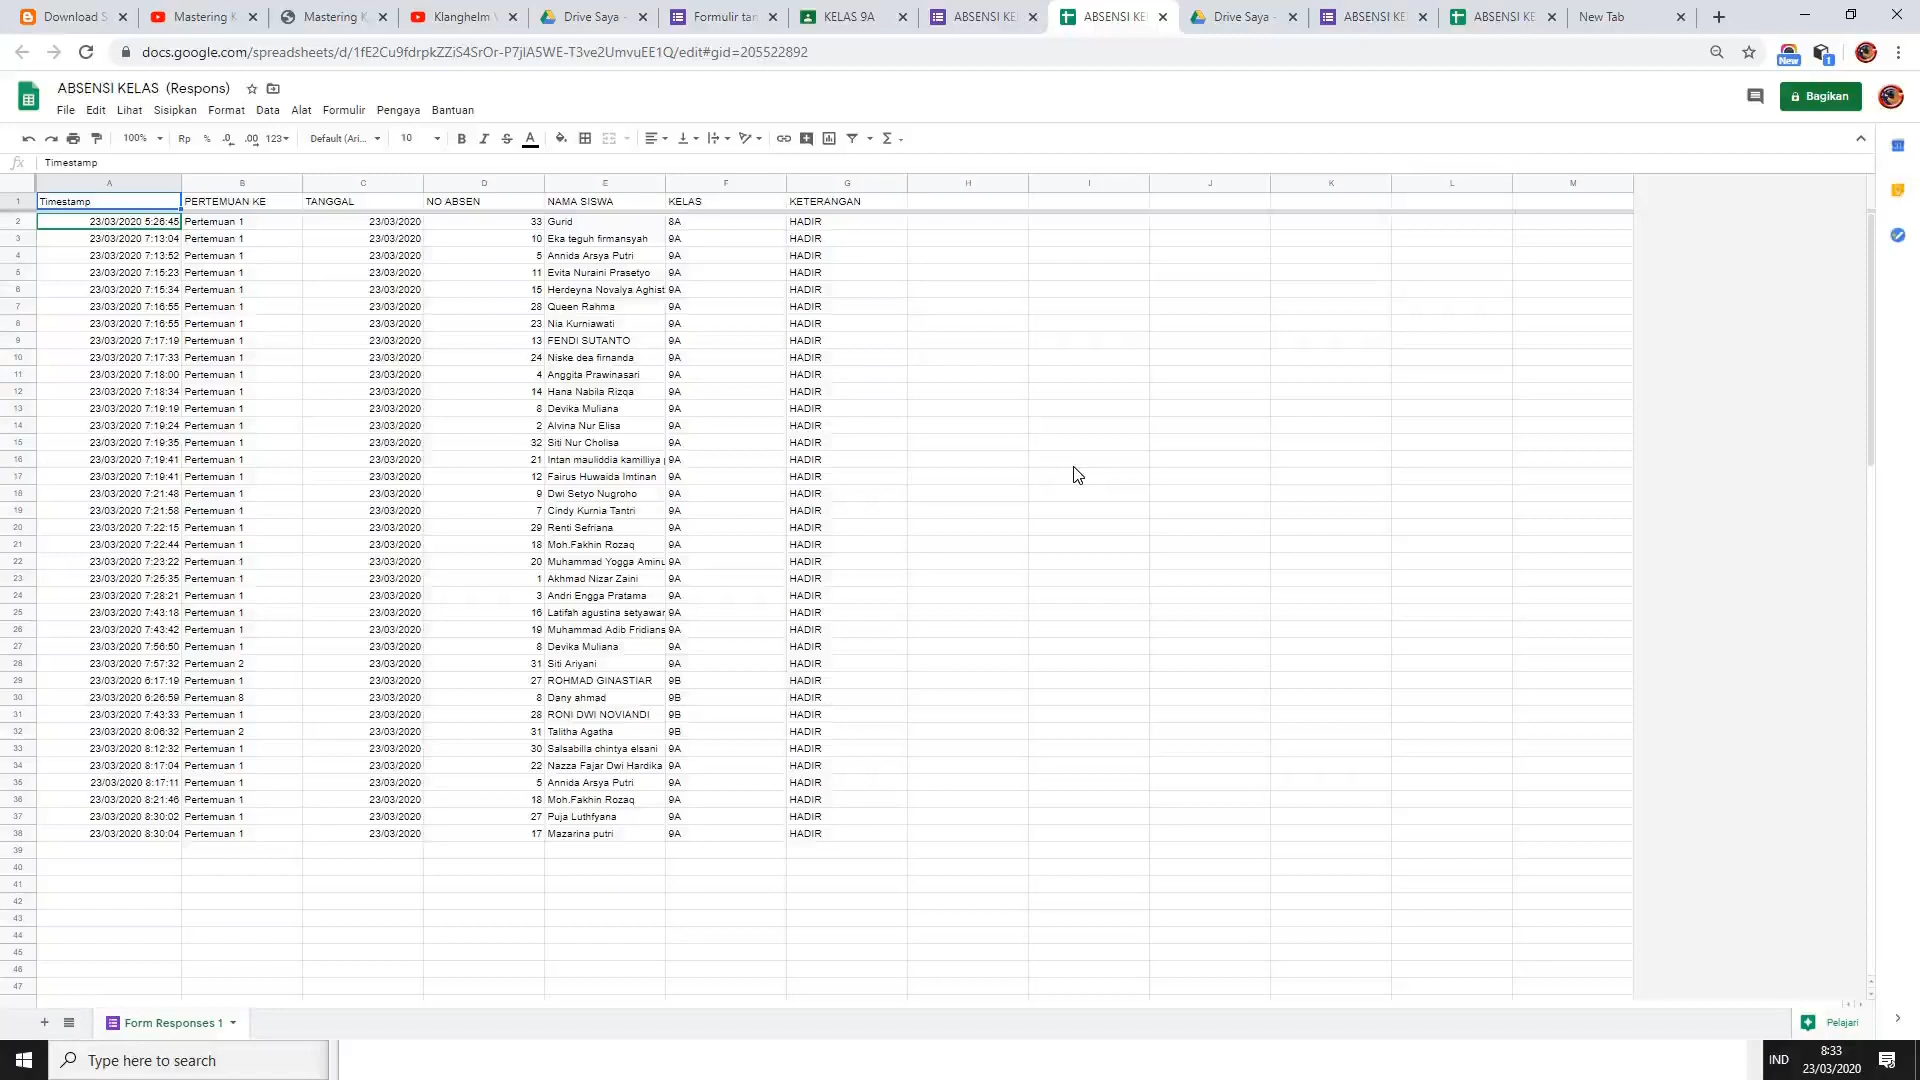 Download S
Mastering K
Mastering K
Klanghelm V
Drive Saya -
Formulir tan
KELAS 9A
ABSENSI KE
ABSENSI KE
Drive Saya -
ABSENSI KE
ABSENSI KE
New Tab
docs.google.com/spreadsheets/d/1fE2Cu9fdrpkZZiS4SrOr-P7jlA5WE-T3ve2UmvuEE1Q/edit#gid=205522892
New 1
ABSENSI KELAS (Respons)
File Edit Lihat Sisipkan Format Data Alat Formulir Pengaya Bantuan
Bagikan
100% Rp % .0 .00 123 Default (Ari... 10 B I S A
fx Timestamp
A B C D E F G H I J K L M
1 Timestamp PERTEMUAN KE TANGGAL NO ABSEN NAMA SISWA KELAS KETERANGAN
2 23/03/2020 5:26:45 Pertemuan 1 23/03/2020 33 Gurid 8A HADIR
3 23/03/2020 7:13:04 Pertemuan 1 23/03/2020 10 Eka teguh firmansyah 9A HADIR
4 23/03/2020 7:13:52 Pertemuan 1 23/03/2020 5 Annida Arsya Putri 9A HADIR
5 23/03/2020 7:15:23 Pertemuan 1 23/03/2020 11 Evita Nuraini Prasetyo 9A HADIR
6 23/03/2020 7:15:34 Pertemuan 1 23/03/2020 15 Herdeyna Novalya Aghist 9A HADIR
7 23/03/2020 7:16:55 Pertemuan 1 23/03/2020 28 Queen Rahma 9A HADIR
8 23/03/2020 7:16:55 Pertemuan 1 23/03/2020 23 Nia Kurniawati 9A HADIR
9 23/03/2020 7:17:19 Pertemuan 1 23/03/2020 13 FENDI SUTANTO 9A HADIR
10 23/03/2020 7:17:33 Pertemuan 1 23/03/2020 24 Niske dea firnanda 9A HADIR
11 23/03/2020 7:18:00 Pertemuan 1 23/03/2020 4 Anggita Prawinasari 9A HADIR
12 23/03/2020 7:18:34 Pertemuan 1 23/03/2020 14 Hana Nabila Rizqa 9A HADIR
13 23/03/2020 7:19:19 Pertemuan 1 23/03/2020 8 Devika Muliana 9A HADIR
14 23/03/2020 7:19:24 Pertemuan 1 23/03/2020 2 Alvina Nur Elisa 9A HADIR
15 23/03/2020 7:19:35 Pertemuan 1 23/03/2020 32 Siti Nur Cholisa 9A HADIR
16 23/03/2020 7:19:41 Pertemuan 1 23/03/2020 21 Intan mauliddia kamilliya 9A HADIR
17 23/03/2020 7:19:41 Pertemuan 1 23/03/2020 12 Fairus Huwaida Imtinan 9A HADIR
18 23/03/2020 7:21:48 Pertemuan 1 23/03/2020 9 Dwi Setyo Nugroho 9A HADIR
19 23/03/2020 7:21:58 Pertemuan 1 23/03/2020 7 Cindy Kurnia Tantri 9A HADIR
20 23/03/2020 7:22:15 Pertemuan 1 23/03/2020 29 Renti Sefriana 9A HADIR
21 23/03/2020 7:22:44 Pertemuan 1 23/03/2020 18 Moh.Fakhin Rozaq 9A HADIR
22 23/03/2020 7:23:22 Pertemuan 1 23/03/2020 20 Muhammad Yogga Aminu 9A HADIR
23 23/03/2020 7:25:35 Pertemuan 1 23/03/2020 1 Akhmad Nizar Zaini 9A HADIR
24 23/03/2020 7:28:21 Pertemuan 1 23/03/2020 3 Andri Engga Pratama 9A HADIR
25 23/03/2020 7:43:18 Pertemuan 1 23/03/2020 16 Latifah agustina setyawar 9A HADIR
26 23/03/2020 7:43:42 Pertemuan 1 23/03/2020 19 Muhammad Adib Fridians 9A HADIR
27 23/03/2020 7:56:50 Pertemuan 1 23/03/2020 8 Devika Muliana 9A HADIR
28 23/03/2020 7:57:32 Pertemuan 2 23/03/2020 31 Siti Ariyani 9A HADIR
29 23/03/2020 6:17:19 Pertemuan 1 23/03/2020 27 ROHMAD GINASTIAR 9B HADIR
30 23/03/2020 6:26:59 Pertemuan 8 23/03/2020 8 Dany ahmad 9B HADIR
31 23/03/2020 7:43:33 Pertemuan 1 23/03/2020 28 RONI DWI NOVIANDI 9B HADIR
32 23/03/2020 8:06:32 Pertemuan 2 23/03/2020 31 Talitha Agatha 9B HADIR
33 23/03/2020 8:12:32 Pertemuan 1 23/03/2020 30 Salsabilla chintya elsani 9A HADIR
34 23/03/2020 8:17:04 Pertemuan 1 23/03/2020 22 Nazza Fajar Dwi Hardika 9A HADIR
35 23/03/2020 8:17:11 Pertemuan 1 23/03/2020 5 Annida Arsya Putri 9A HADIR
36 23/03/2020 8:21:46 Pertemuan 1 23/03/2020 18 Moh.Fakhin Rozaq 9A HADIR
37 23/03/2020 8:30:02 Pertemuan 1 23/03/2020 27 Puja Luthfyana 9A HADIR
38 23/03/2020 8:30:04 Pertemuan 1 23/03/2020 17 Mazarina putri 9A HADIR
39
40
41
42
43
44
45
46
47
Form Responses 1
Pelajari
Type here to search
IND
8:33
23/03/2020